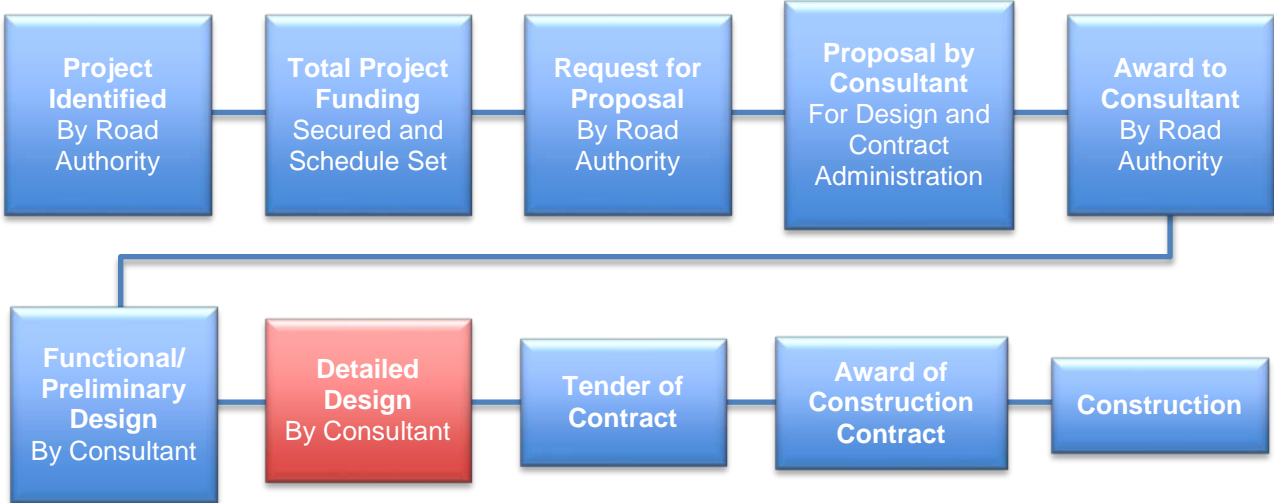 Project
Identified
By Road
Authority
Total Project
Funding
Secured and
Schedule Set
Request for
Proposal
By Road
Authority
Proposal by
Consultant
For Design and
Contract
Administration
Award to
Consultant
By Road
Authority
Functional/
Preliminary
Design
By Consultant
Detailed
Design
By Consultant
Tender of
Contract
Award of
Construction
Contract
Construction